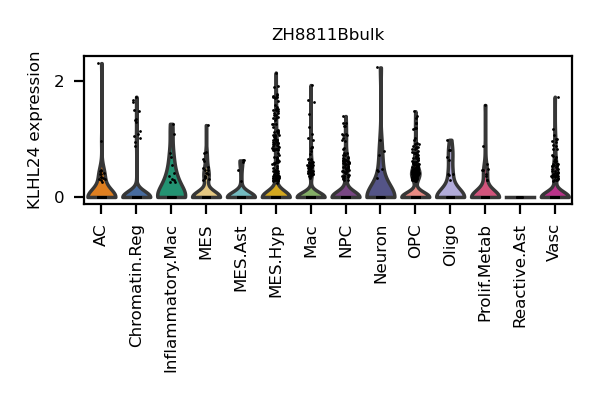 ZH8811Bbulk
KLHL24 expression
2
0
AC
Chromatin.Reg
Inflammatory.Mac
MES
MES.Ast
MES.Hyp
Mac
NPC
Neuron
OPC
Oligo
Prolif.Metab
Reactive.Ast
Vasc